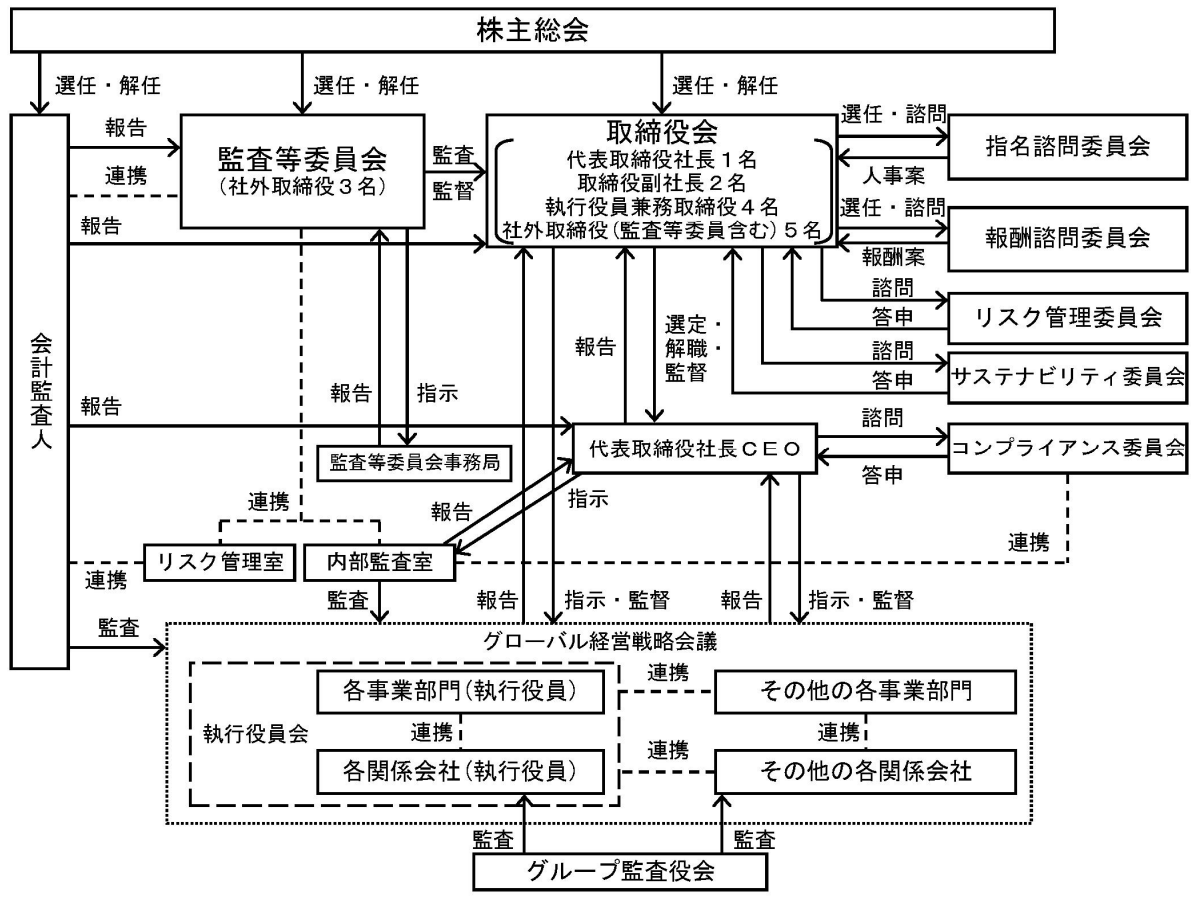 株主総会
選任・解任
選任・解任
選任・解任
会計監査人
報告
連携
報告
監査等委員会
(社外取締役３名)
監査
監督
取締役会
代表取締役社長１名
取締役副社長２名
執行役員兼務取締役４名
社外取締役(監査等委員含む)５名
選任・諮問
人事案
指名諮問委員会
選任・諮問
報酬案
報酬諮問委員会
諮問
答申
リスク管理委員会
諮問
答申
サステナビリティ委員会
報告
選定・
解職・
監督
報告
指示
報告
監査等委員会事務局
代表取締役社長ＣＥＯ
諮問
答申
コンプライアンス委員会
連携
報告
指示
連携
リスク管理室
内部監査室
連携
監査
報告
指示・監督
報告
指示・監督
監査
グローバル経営戦略会議
執行役員会
各事業部門(執行役員)
連携
その他の各事業部門
連携
連携
各関係会社(執行役員)
連携
その他の各関係会社
監査
監査
グループ監査役会